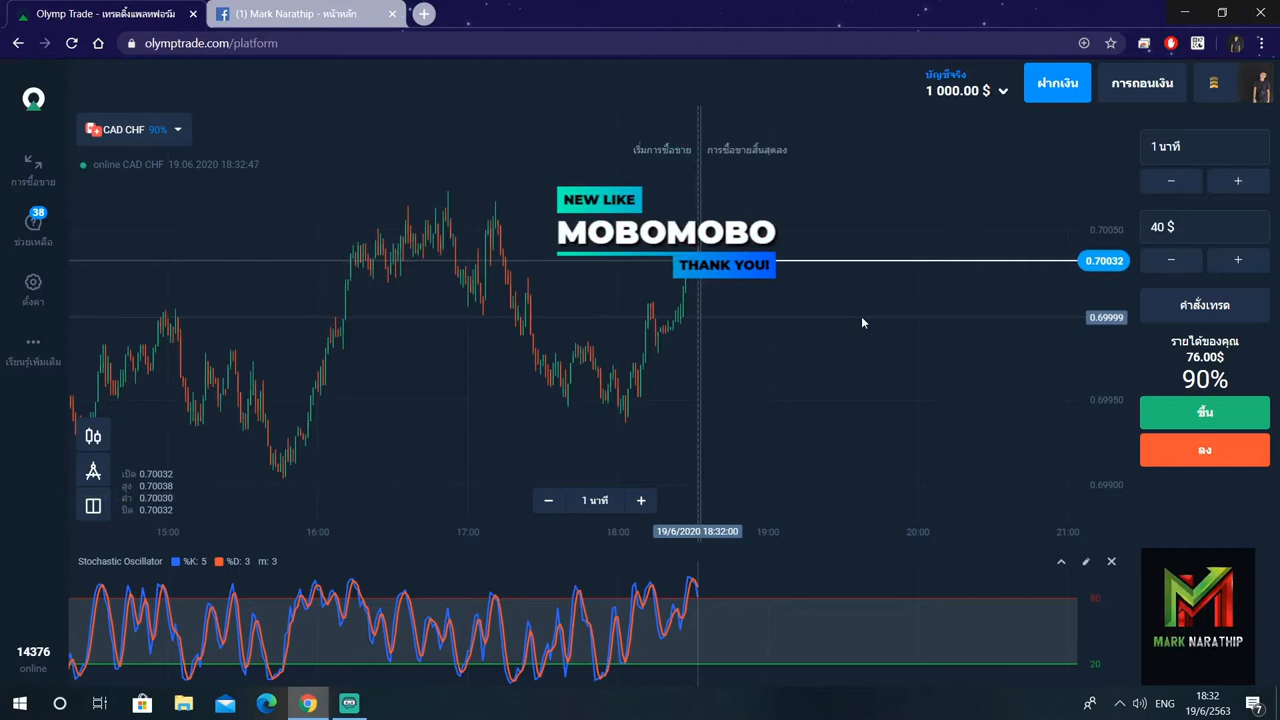 Olymp Trade - เทรดดิ้งแพลทฟอร์ม
(1) Mark Narathip - หน้าหลัก
olymptrade.com/platform
บัญชีจริง
1 000.00 $
ฝากเงิน
การถอนเงิน
CAD CHF 90%
online CAD CHF 19.06.2020 18:32:47
เริ่มการซื้อขาย
การซื้อขายสิ้นสุดลง
การซื้อขาย
38
ช่วยเหลือ
ตั้งค่า
เรียนรู้เพิ่มเติม
NEW LIKE
MOBOMOBO
THANK YOU!
0.70050
0.70032
0.69999
0.69950
0.69900
1 นาที
40 $
คำสั่งเทรด
รายได้ของคุณ
76.00$
90%
ขึ้น
ลง
เปิด 0.70032
สูง 0.70038
ต่ำ 0.70030
ปิด 0.70032
1 นาที
15:00 16:00 17:00 18:00 19/6/2020 18:32:00 19:00 20:00 21:00
Stochastic Oscillator %K: 5 %D: 3 m: 3
80
20
14376
online
MARK NARATHIP
ENG
18:32
19/6/2563
7